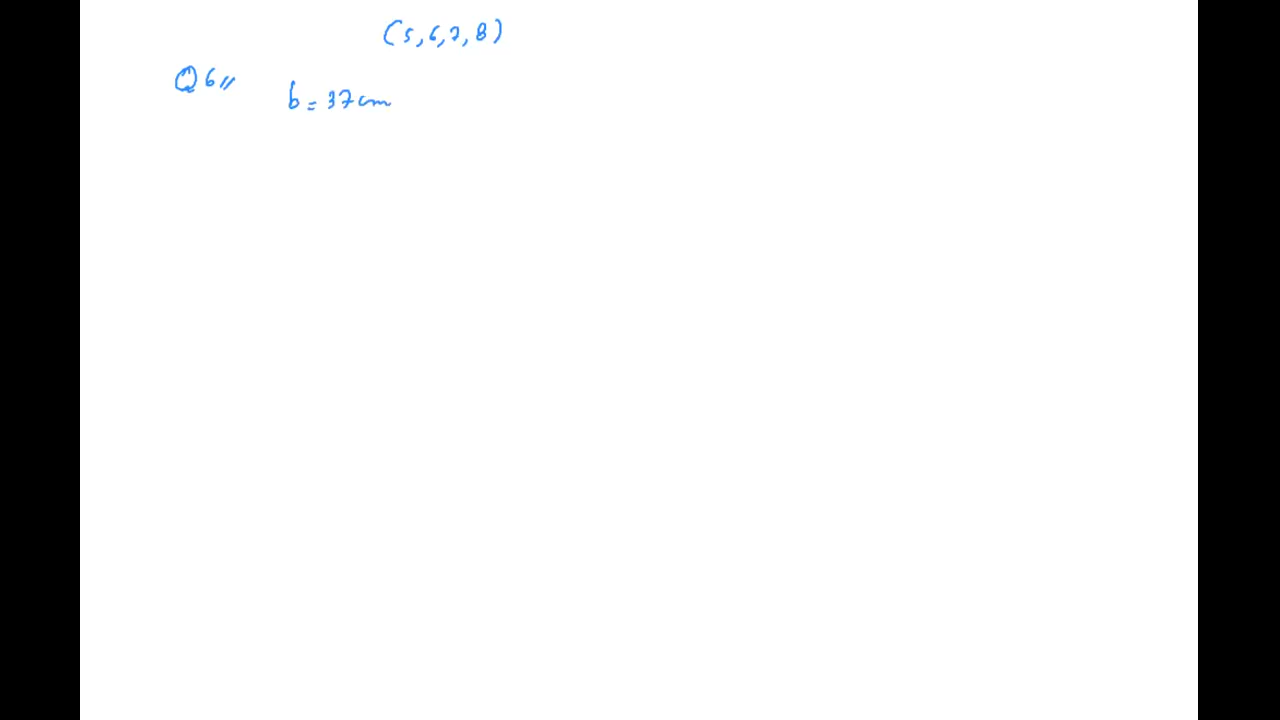 (5,6,7,8)
Q6//
b = 37cm